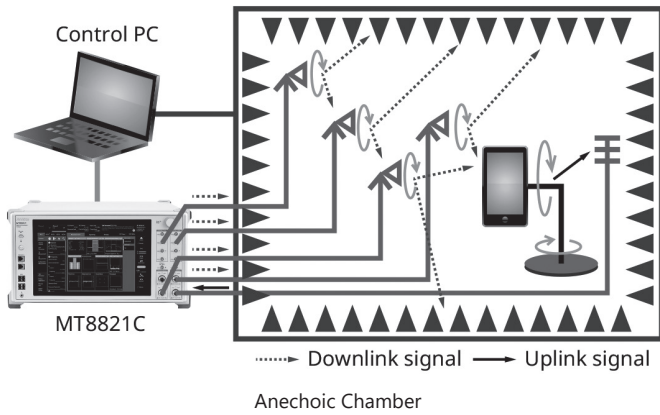 Control PC
MT8821C
Downlink signal
Uplink signal
Anechoic Chamber